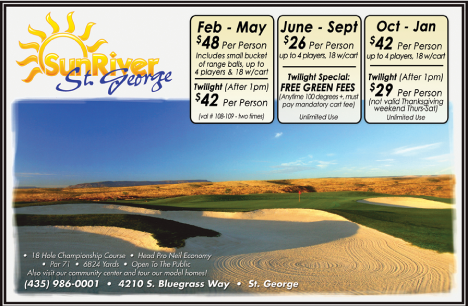 SunRiver
St. George
Feb - May
$48 Per Person
Includes small bucket
of range balls, up to
4 players & 18 w/cart
Twilight (After 1pm)
$42 Per Person
(val # 108-109 - two times)
June - Sept
$26 Per Person
up to 4 players, 18 w/cart
Twilight Special:
FREE GREEN FEES
(Anytime 100 degrees +, must
pay mandatory cart fee)
Unlimited Use
Oct - Jan
$42 Per Person
up to 4 players, 18 w/cart
Twilight (After 1pm)
$29 Per Person
(not valid Thanksgiving
weekend Thurs-Sat)
Unlimited Use
• 18 Hole Championship Course • Head Pro Neil Economy
• Par 71 • 6824 Yards • Open To The Public
Also visit our community center and tour our model homes!
(435) 986-0001 • 4210 S. Bluegrass Way • St. George